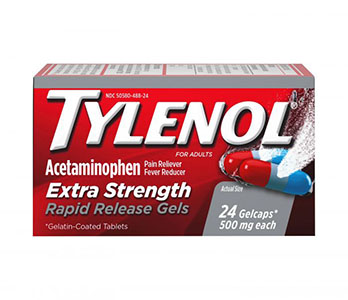 NDC 50580-488-24
TYLENOL®
FOR ADULTS
Acetaminophen Pain Reliever
Fever Reducer
Extra Strength
Rapid Release Gels
*Gelatin-Coated Tablets
Actual Size
24 Gelcaps*
500 mg each